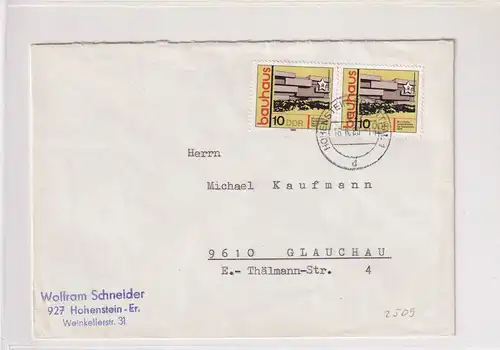 bauhaus
10 DDR
bauhaus
10 DDR
Herrn
Michael Kaufmann
9610 GLAUCHAU
E.- Thälmann-Str. 4
Wolfram Schneider
927 Hohenstein-Er.
Weinkellerstr. 31
2509